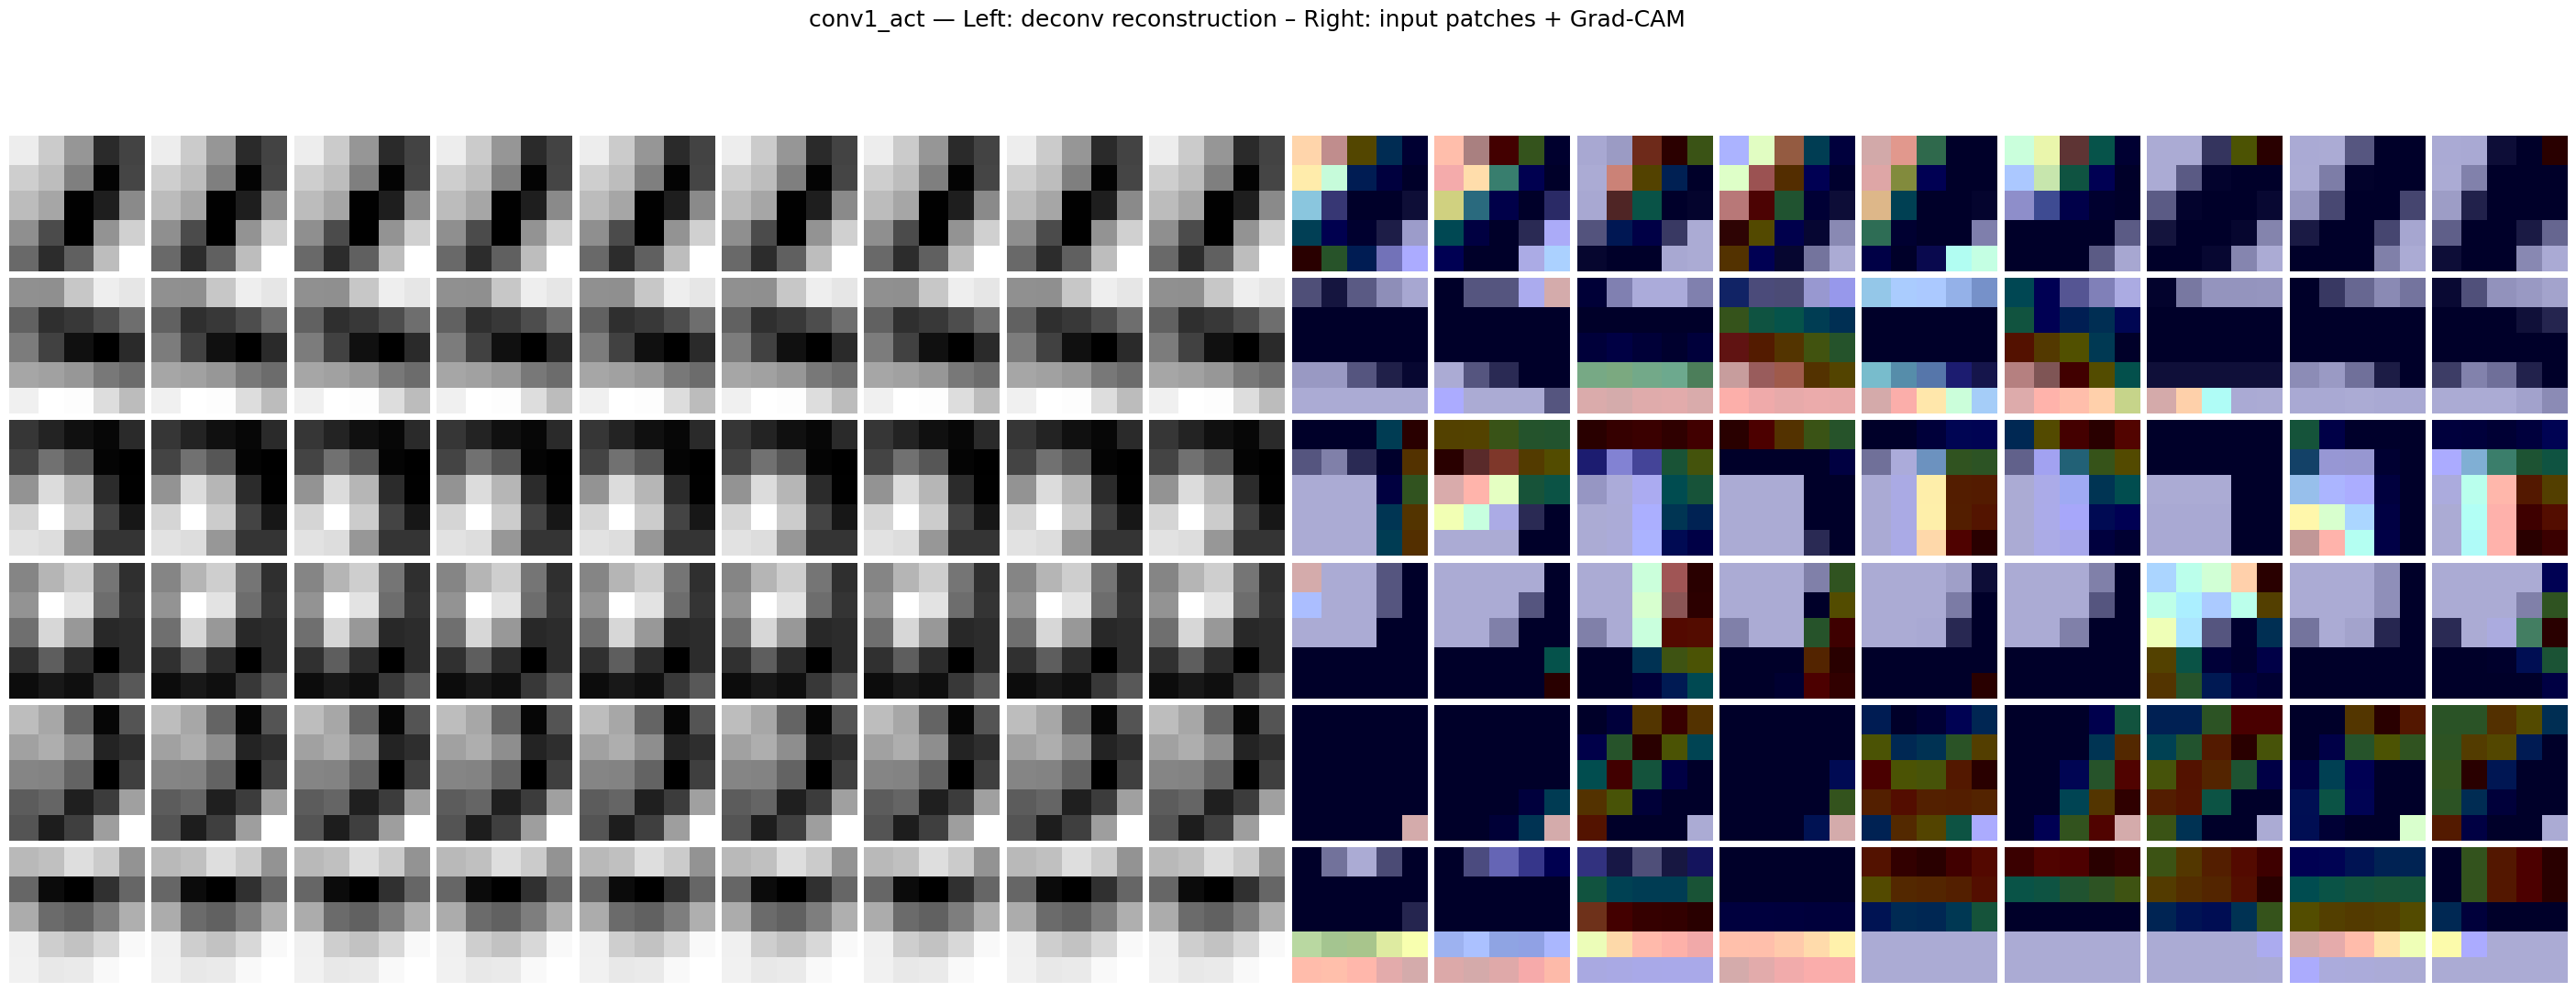 conv1_act — Left: deconv reconstruction – Right: input patches + Grad-CAM